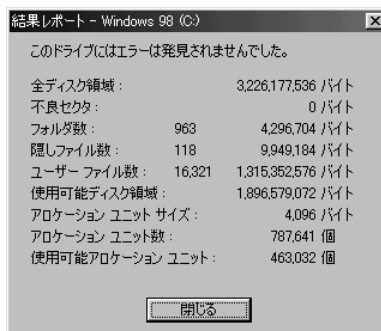 結果レポート - Windows 98 (C:)
このドライブにはエラーは発見されませんでした。
全ディスク領域： 3,226,177,536 バイト
不良セクタ： 0 バイト
フォルダ数： 963 4,296,704 バイト
隠しファイル数： 118 9,949,184 バイト
ユーザー ファイル数： 16,321 1,315,352,576 バイト
使用可能ディスク領域： 1,896,579,072 バイト
アロケーション ユニット サイズ： 4,096 バイト
アロケーション ユニット数： 787,641 個
使用可能アロケーション ユニット： 463,032 個
閉じる